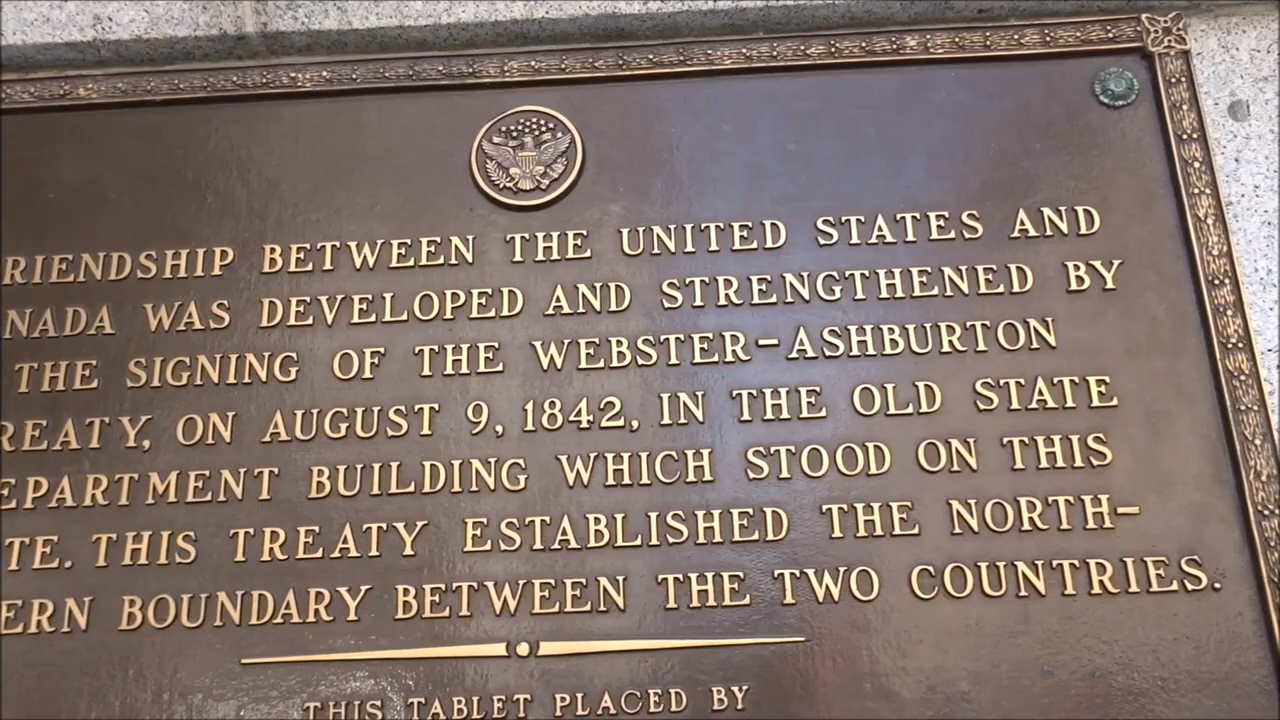 RIENDSHIP BETWEEN THE UNITED STATES AND
NADA WAS DEVELOPED AND STRENGTHENED BY
THE SIGNING OF THE WEBSTER-ASHBURTON
REATY, ON AUGUST 9, 1842, IN THE OLD STATE
EPARTMENT BUILDING WHICH STOOD ON THIS
TE. THIS TREATY ESTABLISHED THE NORTH-
ERN BOUNDARY BETWEEN THE TWO COUNTRIES.
THIS TABLET PLACED BY